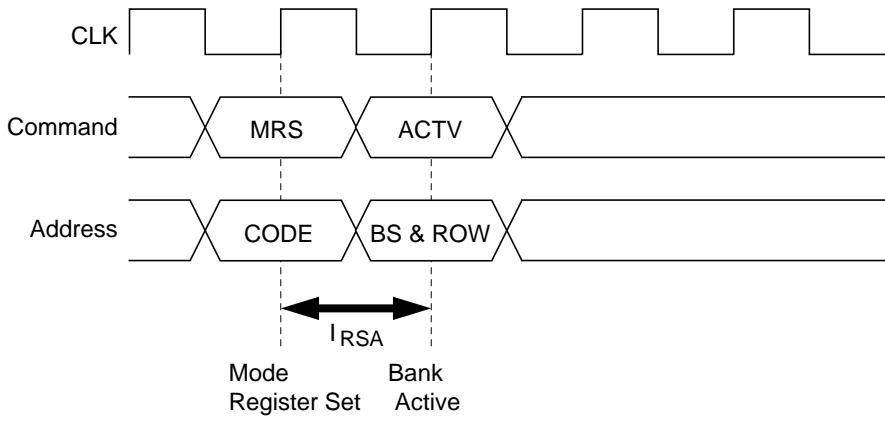 CLK
Command
MRS
ACTV
Address
CODE
BS & ROW
l RSA
Mode
Register Set
Bank
Active